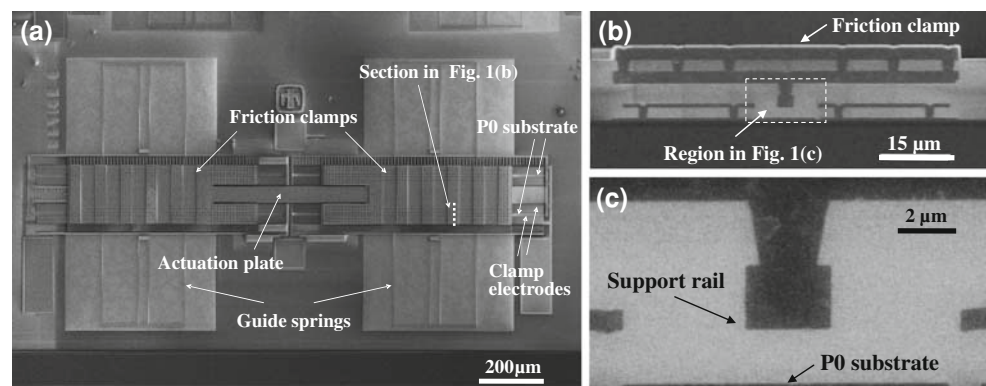 (a)
Section in Fig. 1(b)
Friction clamps
P0 substrate
Actuation plate
Clamp
electrodes
Guide springs
200µm
(b)
Friction clamp
Region in Fig. 1(c)
15 µm
(c)
2 µm
Support rail
P0 substrate